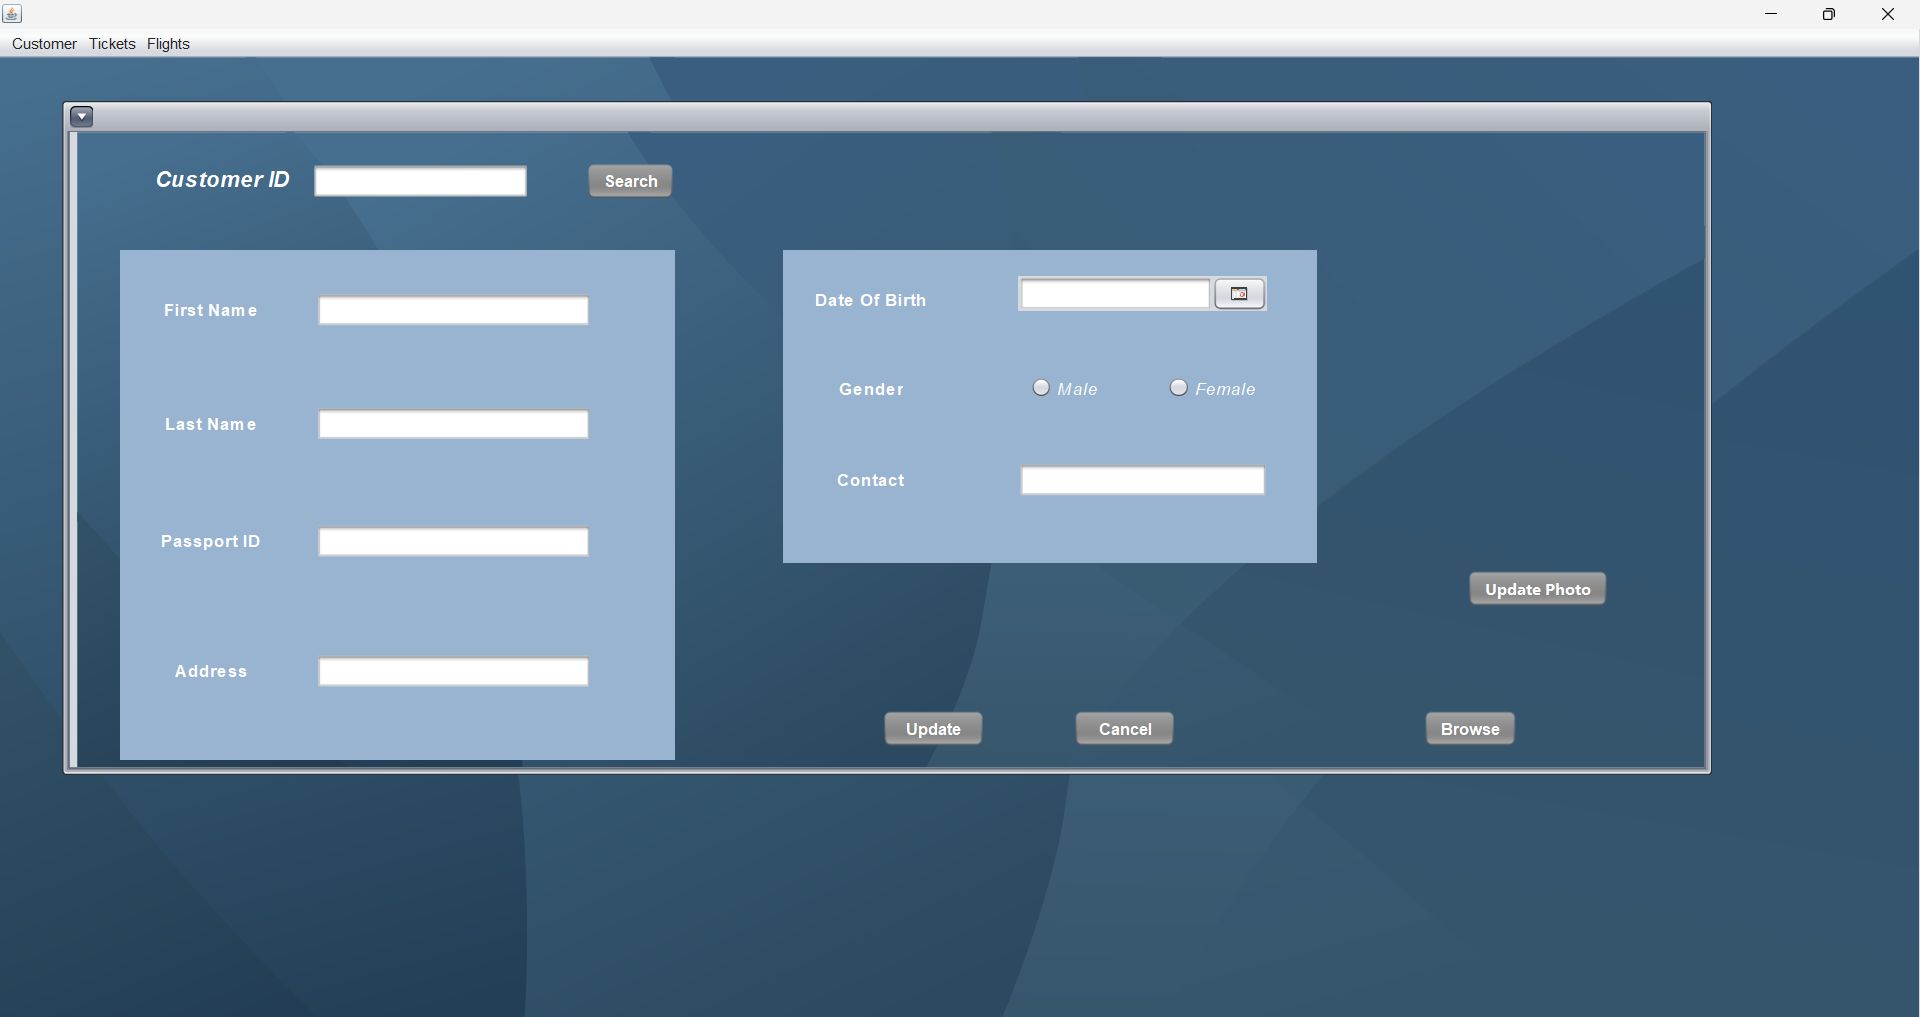 Customer Tickets Flights
Customer ID Search
First Name
Last Name
Passport ID
Address
Date Of Birth
Gender Male Female
Contact
Update Photo
Update Cancel Browse